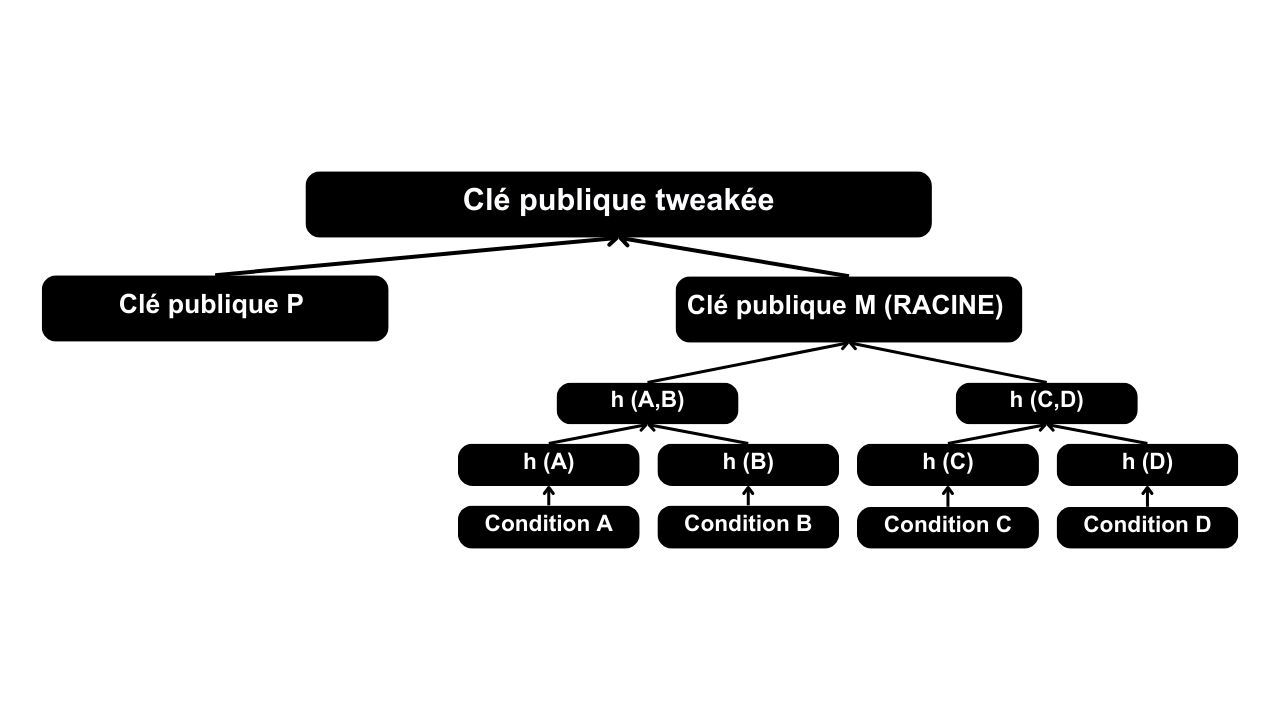 Clé publique tweakée
Clé publique P
Clé publique M (RACINE)
h (A,B)
h (C,D)
h (A)
h (B)
h (C)
h (D)
Condition A
Condition B
Condition C
Condition D